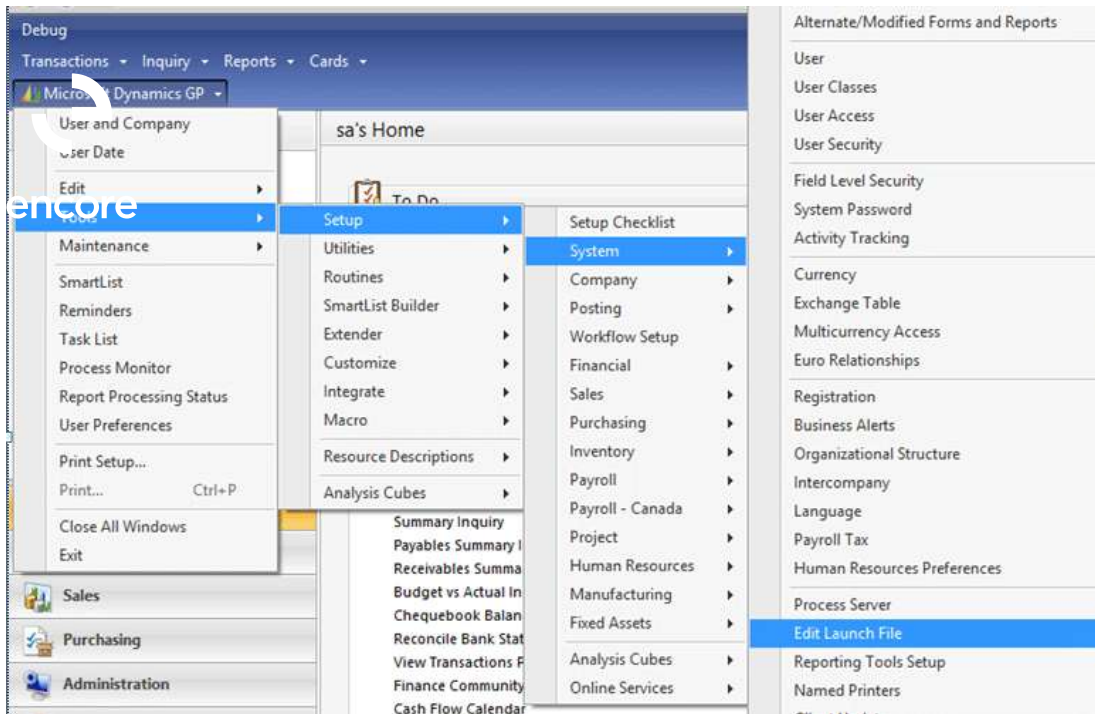 Debug
Transactions Inquiry Reports Cards
Microsoft Dynamics GP
encore
User and Company
User Date
Edit
Tools
Maintenance
SmartList
Reminders
Task List
Process Monitor
Report Processing Status
User Preferences
Print Setup...
Print... Ctrl+P
Close All Windows
Exit
Sales
Purchasing
Administration
sa's Home
To Do
Setup
Utilities
Routines
SmartList Builder
Extender
Customize
Integrate
Macro
Resource Descriptions
Analysis Cubes
Summary Inquiry
Payables Summary
Receivables Summa
Budget vs Actual In
Chequebook Balan
Reconcile Bank Stat
View Transactions
Finance Community
Cash Flow Calendar
Setup Checklist
System
Company
Posting
Workflow Setup
Financial
Sales
Purchasing
Inventory
Payroll
Payroll - Canada
Project
Human Resources
Manufacturing
Fixed Assets
Analysis Cubes
Online Services
Alternate/Modified Forms and Reports
User
User Classes
User Access
User Security
Field Level Security
System Password
Activity Tracking
Currency
Exchange Table
Multicurrency Access
Euro Relationships
Registration
Business Alerts
Organizational Structure
Intercompany
Language
Payroll Tax
Human Resources Preferences
Process Server
Edit Launch File
Reporting Tools Setup
Named Printers